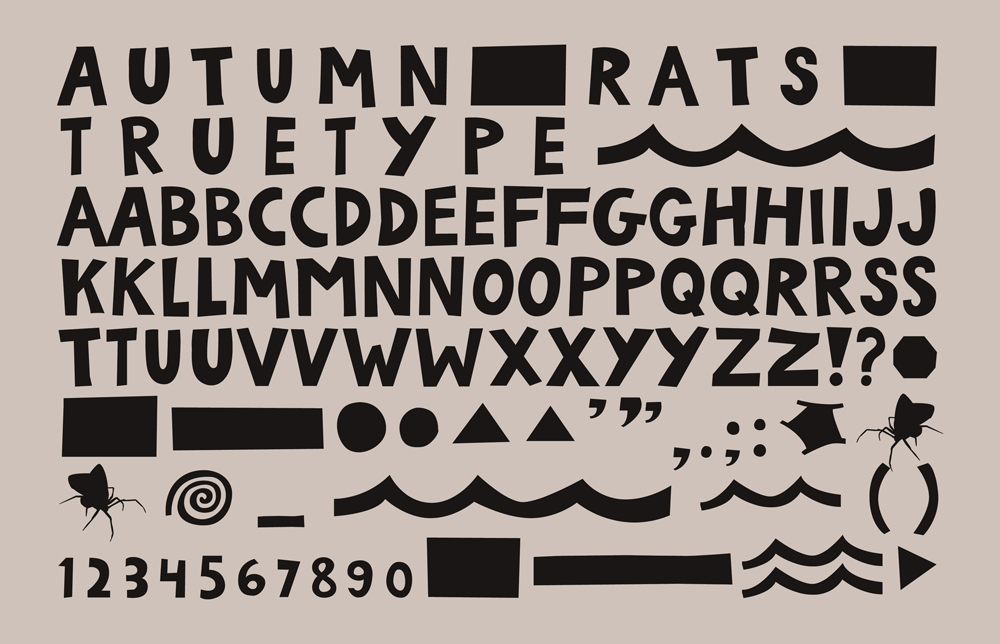 AUTUMN RATS
TRUETYPE
AABBCCDDEEFFGGHHIIJJ
KKLLMMNNOOPPQQRRSS
TTUUVVWWXXYYZZ!?
’ ” ” , . ; : :
_ ( )
1234567890